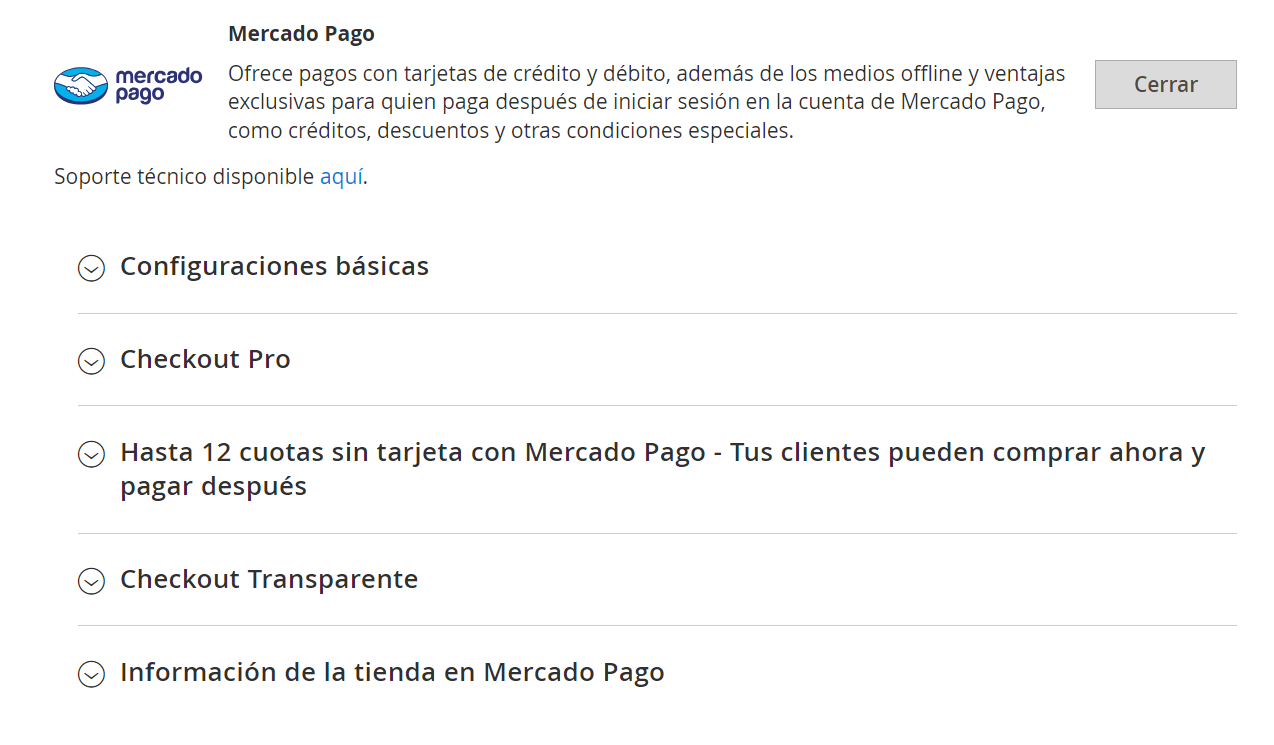 Mercado Pago
mercado
pago
Ofrece pagos con tarjetas de crédito y débito, además de los medios offline y ventajas
exclusivas para quien paga después de iniciar sesión en la cuenta de Mercado Pago,
como créditos, descuentos y otras condiciones especiales.
Cerrar
Soporte técnico disponible aquí.
Configuraciones básicas
Checkout Pro
Hasta 12 cuotas sin tarjeta con Mercado Pago - Tus clientes pueden comprar ahora y
pagar después
Checkout Transparente
Información de la tienda en Mercado Pago